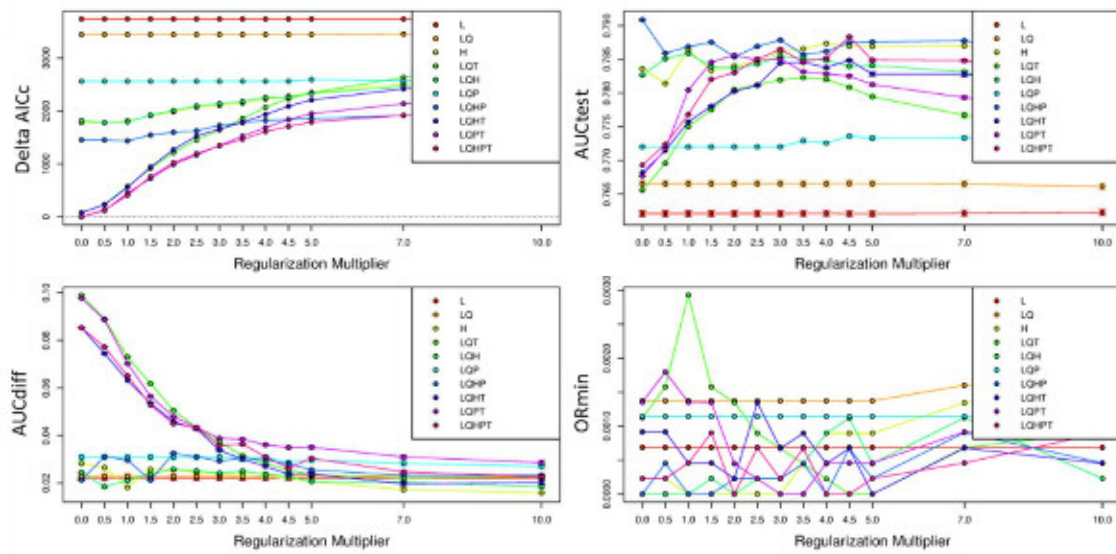 Delta AICc
3000
2000
1000
0
0.0 0.5 1.0 1.5 2.0 2.5 3.0 3.5 4.0 4.5 5.0 7.0 10.0
Regularization Multiplier
L
LQ
H
LQT
LQH
LQP
LQHP
LQHT
LQPT
LQHPT
AUCtest
0.790
0.785
0.780
0.775
0.770
0.765
0.0 0.5 1.0 1.5 2.0 2.5 3.0 3.5 4.0 4.5 5.0 7.0 10.0
Regularization Multiplier
L
LQ
H
LQT
LQH
LQP
LQHP
LQHT
LQPT
LQHPT
AUCdiff
0.10
0.08
0.06
0.04
0.02
0.0 0.5 1.0 1.5 2.0 2.5 3.0 3.5 4.0 4.5 5.0 7.0 10.0
Regularization Multiplier
L
LQ
H
LQT
LQH
LQP
LQHP
LQHT
LQPT
LQHPT
ORmin
0.0030
0.0020
0.0010
0.0000
0.0 0.5 1.0 1.5 2.0 2.5 3.0 3.5 4.0 4.5 5.0 7.0 10.0
Regularization Multiplier
L
LQ
H
LQT
LQH
LQP
LQHP
LQHT
LQPT
LQHPT